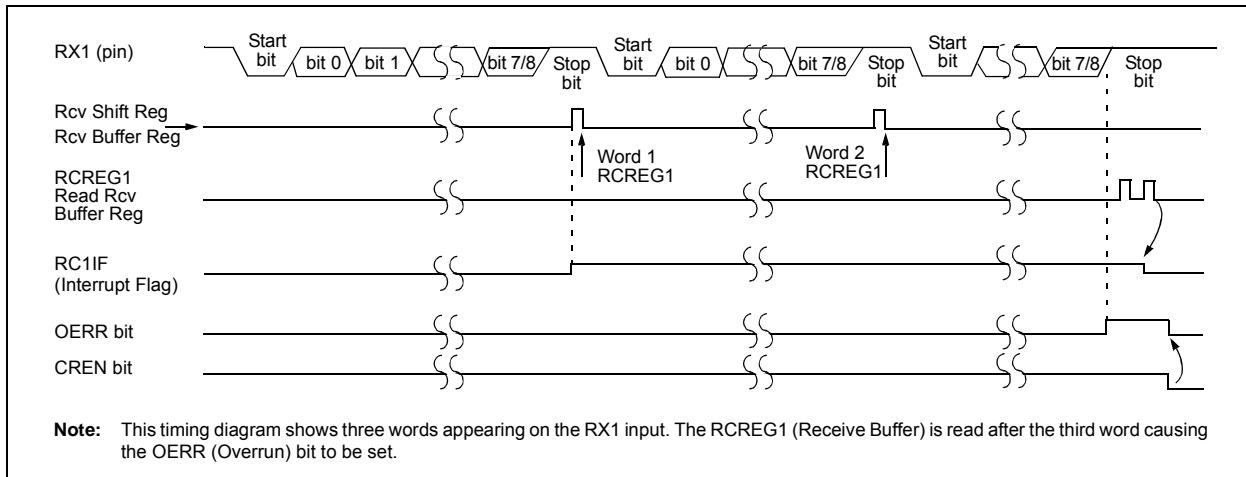 RX1 (pin)
Start
bit
bit 0
bit 1
bit 7/8
Stop
bit
Start
bit
bit 0
bit 7/8
Stop
bit
Start
bit
bit 7/8
Stop
bit
Rcv Shift Reg
Rcv Buffer Reg
Word 1
RCREG1
Word 2
RCREG1
RCREG1
Read Rcv
Buffer Reg
RC1IF
(Interrupt Flag)
OERR bit
CREN bit
Note: This timing diagram shows three words appearing on the RX1 input. The RCREG1 (Receive Buffer) is read after the third word causing
the OERR (Overrun) bit to be set.